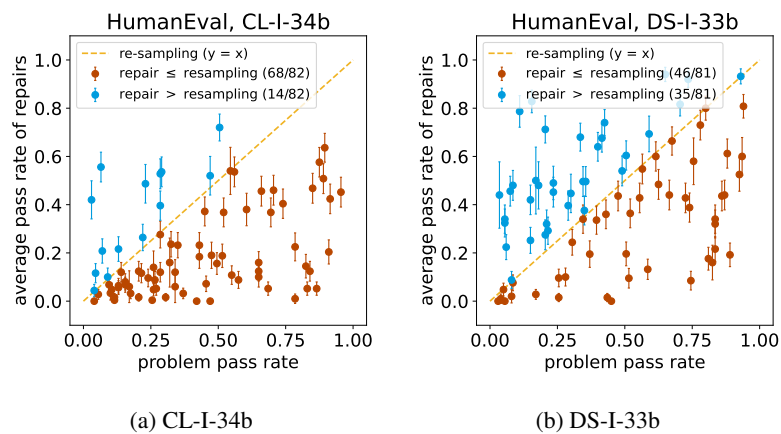 HumanEval, CL-I-34b
average pass rate of repairs
1.0
0.8
0.6
0.4
0.2
0.0
re-sampling (y = x)
repair ≤ resampling (68/82)
repair > resampling (14/82)
0.00 0.25 0.50 0.75 1.00
problem pass rate
(a) CL-I-34b
HumanEval, DS-I-33b
average pass rate of repairs
1.0
0.8
0.6
0.4
0.2
0.0
re-sampling (y = x)
repair ≤ resampling (46/81)
repair > resampling (35/81)
0.00 0.25 0.50 0.75 1.00
problem pass rate
(b) DS-I-33b